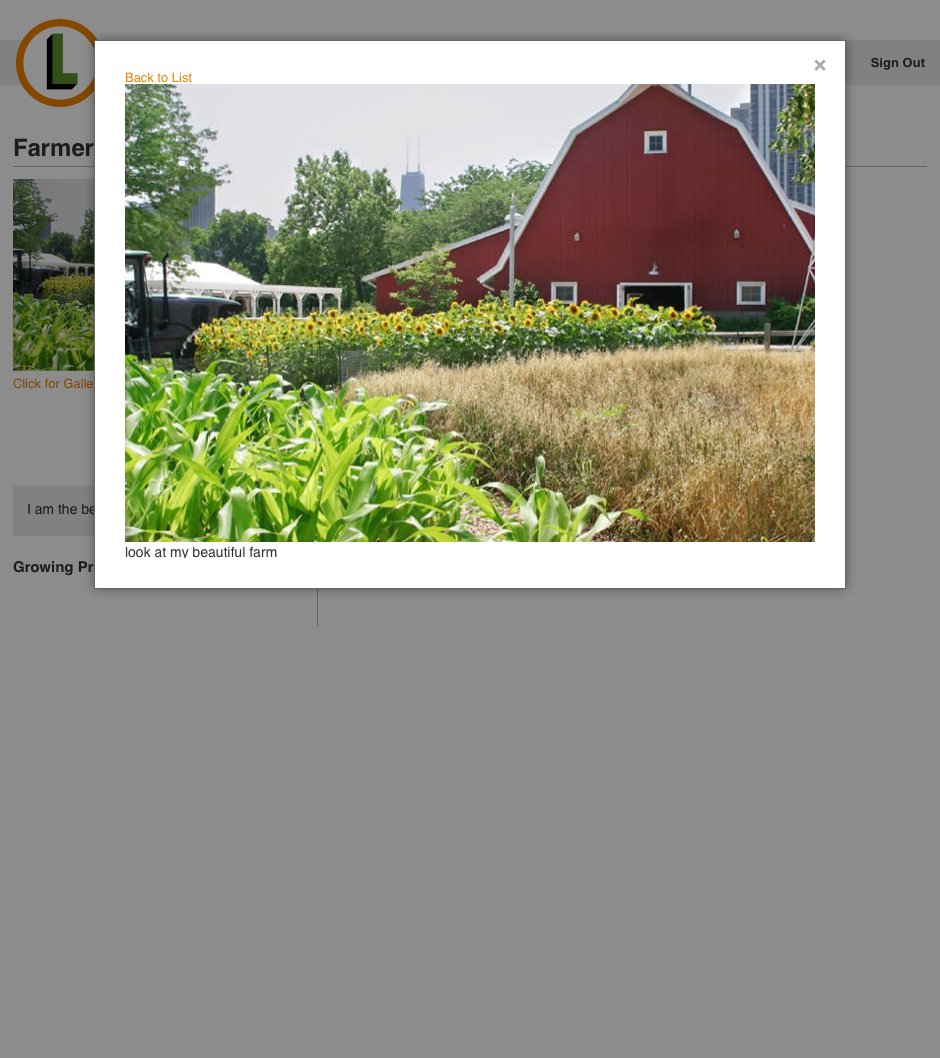 L
Sign Out
×
Back to List
Farmer
Click for Galle
I am the be
look at my beautiful farm
Growing Pr